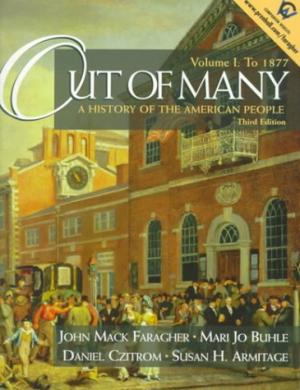 Volume I: To 1877
OUT OF MANY
A HISTORY OF THE AMERICAN PEOPLE
Third Edition
JOHN MACK FARAGHER • MARI JO BUHLE
DANIEL CZITROM • SUSAN H. ARMITAGE